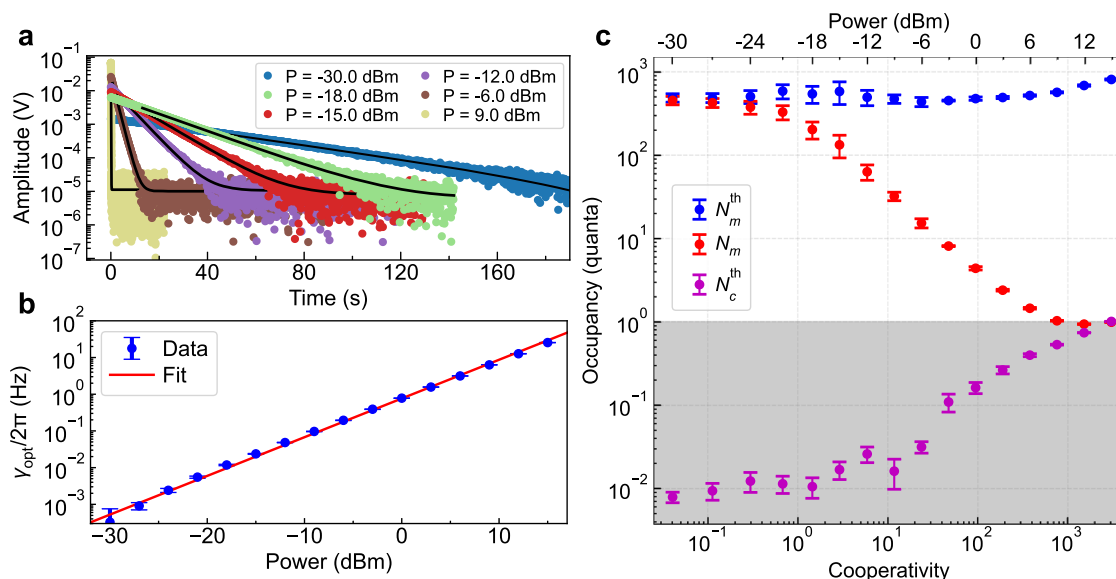 a
Amplitude (V)
10⁻¹
10⁻²
10⁻³
10⁻⁴
10⁻⁵
10⁻⁶
10⁻⁷
P = -30.0 dBm
P = -18.0 dBm
P = -15.0 dBm
P = -12.0 dBm
P = -6.0 dBm
P = 9.0 dBm
0 40 80 120 160
Time (s)
b
γopt/2π (Hz)
10²
10¹
10⁰
10⁻¹
10⁻²
10⁻³
Data
Fit
−30 −20 −10 0 10
Power (dBm)
c
Power (dBm)
-30 -24 -18 -12 -6 0 6 12
Occupancy (quanta)
10³
10²
10¹
10⁰
10⁻¹
10⁻²
N_m^th
N_m
N_c^th
10⁻¹ 10⁰ 10¹ 10² 10³
Cooperativity